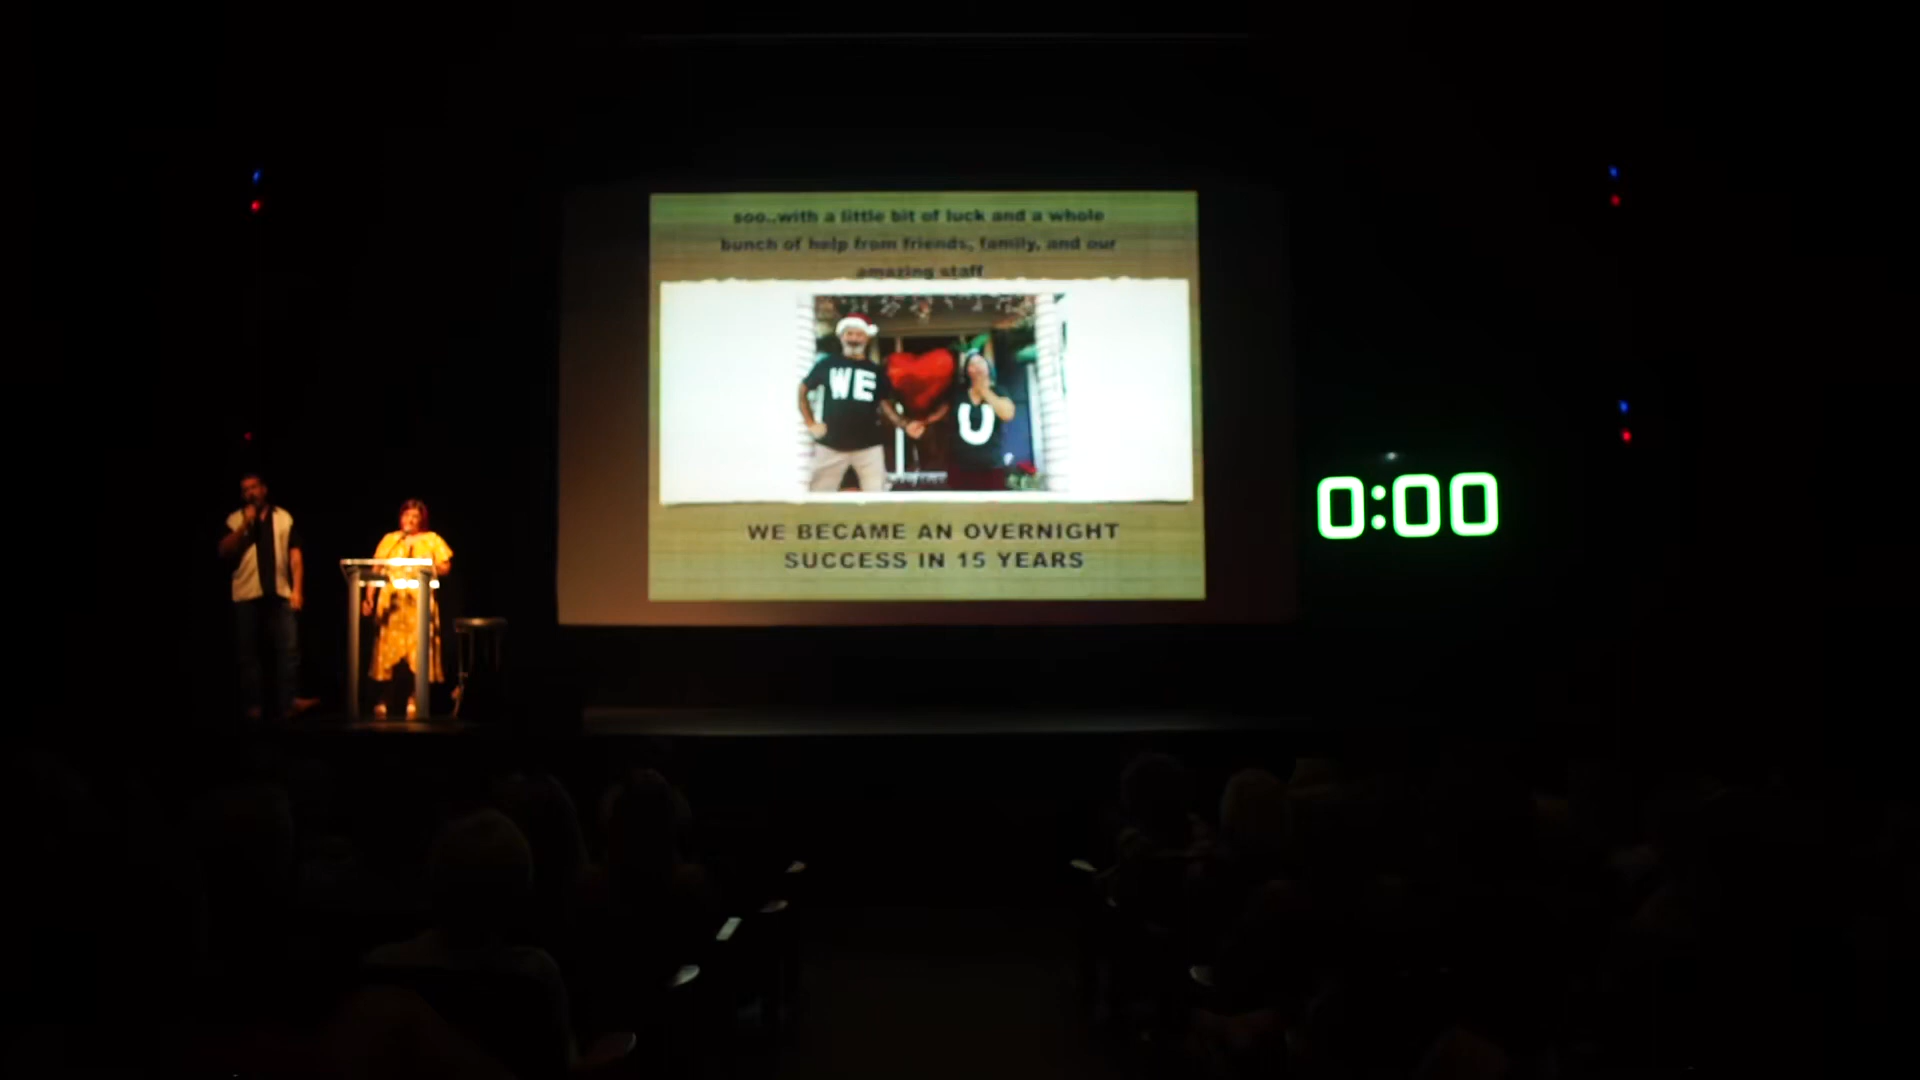 soo..with a little bit of luck and a whole
bunch of help from friends, family, and our
amazing staff
WE
U
WE BECAME AN OVERNIGHT
SUCCESS IN 15 YEARS
0:00